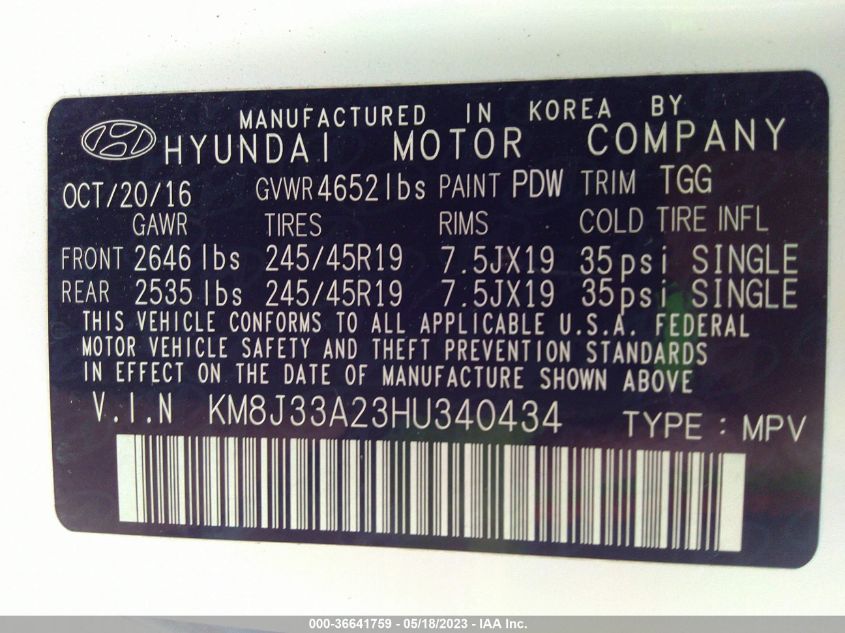 MANUFACTURED IN KOREA BY
HYUNDAI MOTOR COMPANY
OCT/20/16 GVWR 4652 lbs PAINT PDW TRIM TGG
GAWR TIRES RIMS COLD TIRE INFL
FRONT 2646 lbs 245/45R19 7.5JX19 35psi SINGLE
REAR 2535 lbs 245/45R19 7.5JX19 35psi SINGLE
THIS VEHICLE CONFORMS TO ALL APPLICABLE U.S.A. FEDERAL
MOTOR VEHICLE SAFETY AND THEFT PREVENTION STANDARDS
IN EFFECT ON THE DATE OF MANUFACTURE SHOWN ABOVE
V.I.N KM8J33A23HU340434 TYPE : MPV
000-36641759 - 05/18/2023 - IAA Inc.